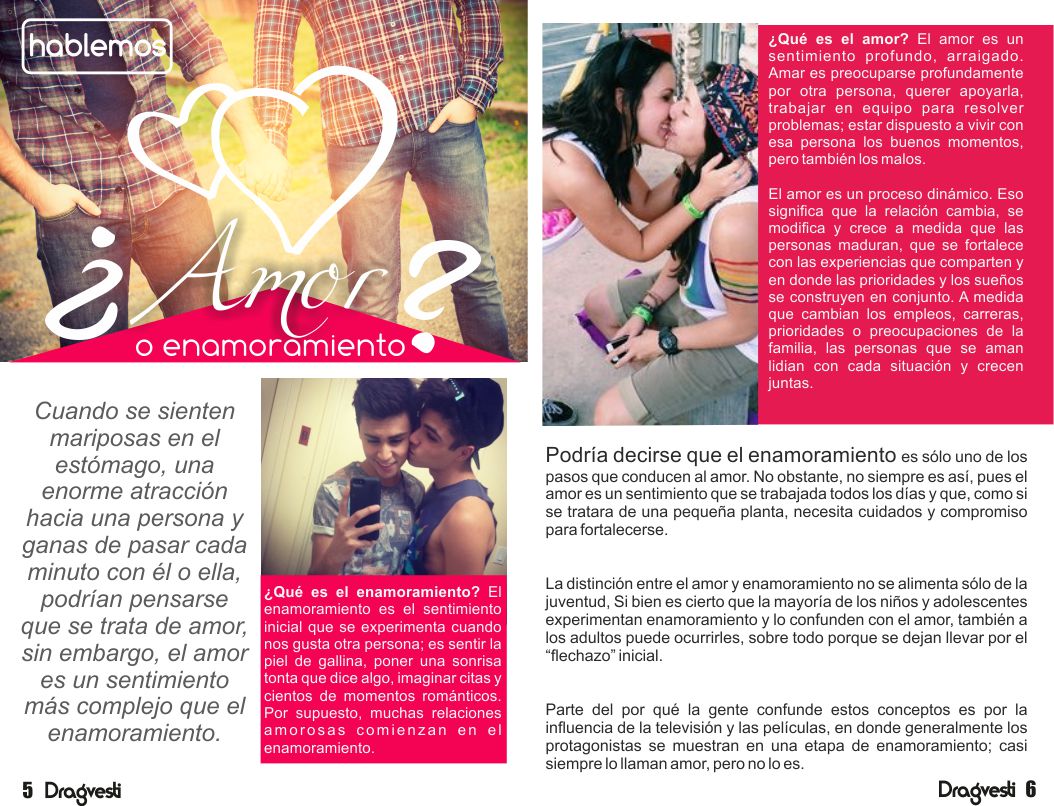 hablemos
¿Amor?
o enamoramiento
Cuando se sienten
mariposas en el
estómago, una
enorme atracción
hacia una persona y
ganas de pasar cada
minuto con él o ella,
podrían pensarse
que se trata de amor,
sin embargo, el amor
es un sentimiento
más complejo que el
enamoramiento.
¿Qué es el enamoramiento? El
enamoramiento es el sentimiento
inicial que se experimenta cuando
nos gusta otra persona; es sentir la
piel de gallina, poner una sonrisa
tonta que dice algo, imaginar citas y
cientos de momentos románticos.
Por supuesto, muchas relaciones
amorosas comienzan en el
enamoramiento.
5 Dragvesti
¿Qué es el amor? El amor es un
sentimiento profundo, arraigado.
Amar es preocuparse profundamente
por otra persona, querer apoyarla,
trabajar en equipo para resolver
problemas; estar dispuesto a vivir con
esa persona los buenos momentos,
pero también los malos.
El amor es un proceso dinámico. Eso
significa que la relación cambia, se
modifica y crece a medida que las
personas maduran, que se fortalece
con las experiencias que comparten y
en donde las prioridades y los sueños
se construyen en conjunto. A medida
que cambian los empleos, carreras,
prioridades o preocupaciones de la
familia, las personas que se aman
lidian con cada situación y crecen
juntas.
Podría decirse que el enamoramiento es sólo uno de los
pasos que conducen al amor. No obstante, no siempre es así, pues el
amor es un sentimiento que se trabajada todos los días y que, como si
se tratara de una pequeña planta, necesita cuidados y compromiso
para fortalecerse.
La distinción entre el amor y enamoramiento no se alimenta sólo de la
juventud, Si bien es cierto que la mayoría de los niños y adolescentes
experimentan enamoramiento y lo confunden con el amor, también a
los adultos puede ocurrirles, sobre todo porque se dejan llevar por el
“flechazo” inicial.
Parte del por qué la gente confunde estos conceptos es por la
influencia de la televisión y las películas, en donde generalmente los
protagonistas se muestran en una etapa de enamoramiento; casi
siempre lo llaman amor, pero no lo es.
Dragvesti 6